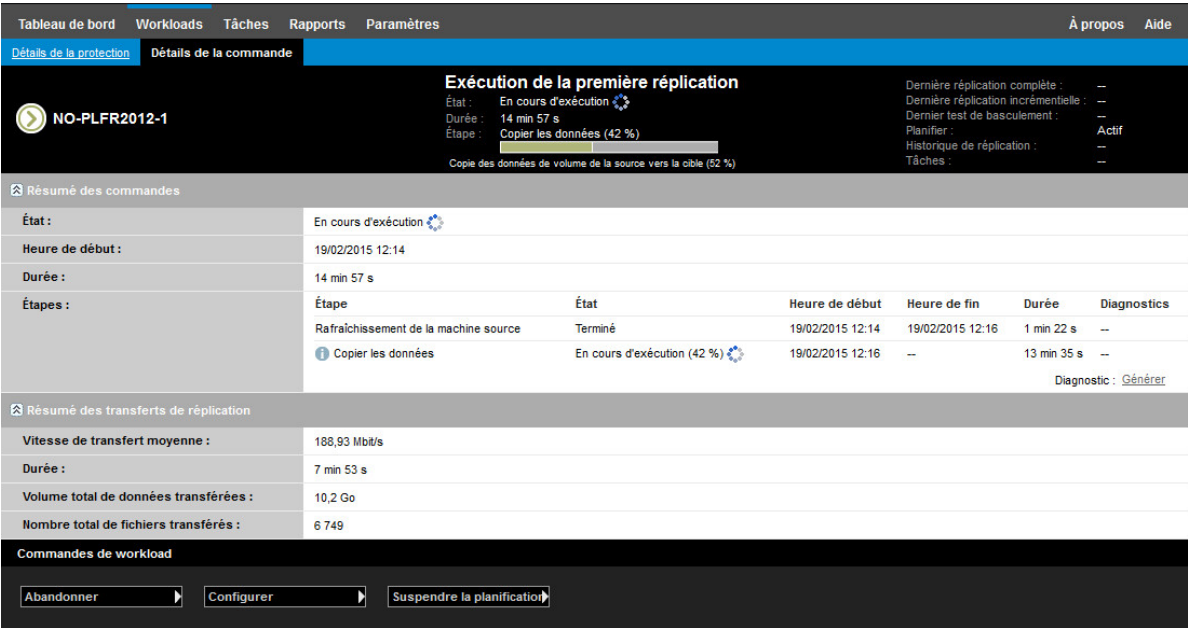 Tableau de bord Workloads Tâches Rapports Paramètres À propos Aide
Détails de la protection Détails de la commande
NO-PLFR2012-1
Exécution de la première réplication
État : En cours d'exécution
Durée : 14 min 57 s
Étape : Copier les données (42 %)
Copie des données de volume de la source vers la cible (52 %)
Dernière réplication complète : --
Dernière réplication incrémentielle : --
Dernier test de basculement : --
Planifier : Actif
Historique de réplication : --
Tâches : --
Résumé des commandes
État : En cours d'exécution
Heure de début : 19/02/2015 12:14
Durée : 14 min 57 s
Étapes : Étape État Heure de début Heure de fin Durée Diagnostics
Rafraîchissement de la machine source Terminé 19/02/2015 12:14 19/02/2015 12:16 1 min 22 s --
Copier les données En cours d'exécution (42 %) 19/02/2015 12:16 -- 13 min 35 s --
Diagnostic : Générer
Résumé des transferts de réplication
Vitesse de transfert moyenne : 188,93 Mbit/s
Durée : 7 min 53 s
Volume total de données transférées : 10,2 Go
Nombre total de fichiers transférés : 6 749
Commandes de workload
Abandonner Configurer Suspendre la planification